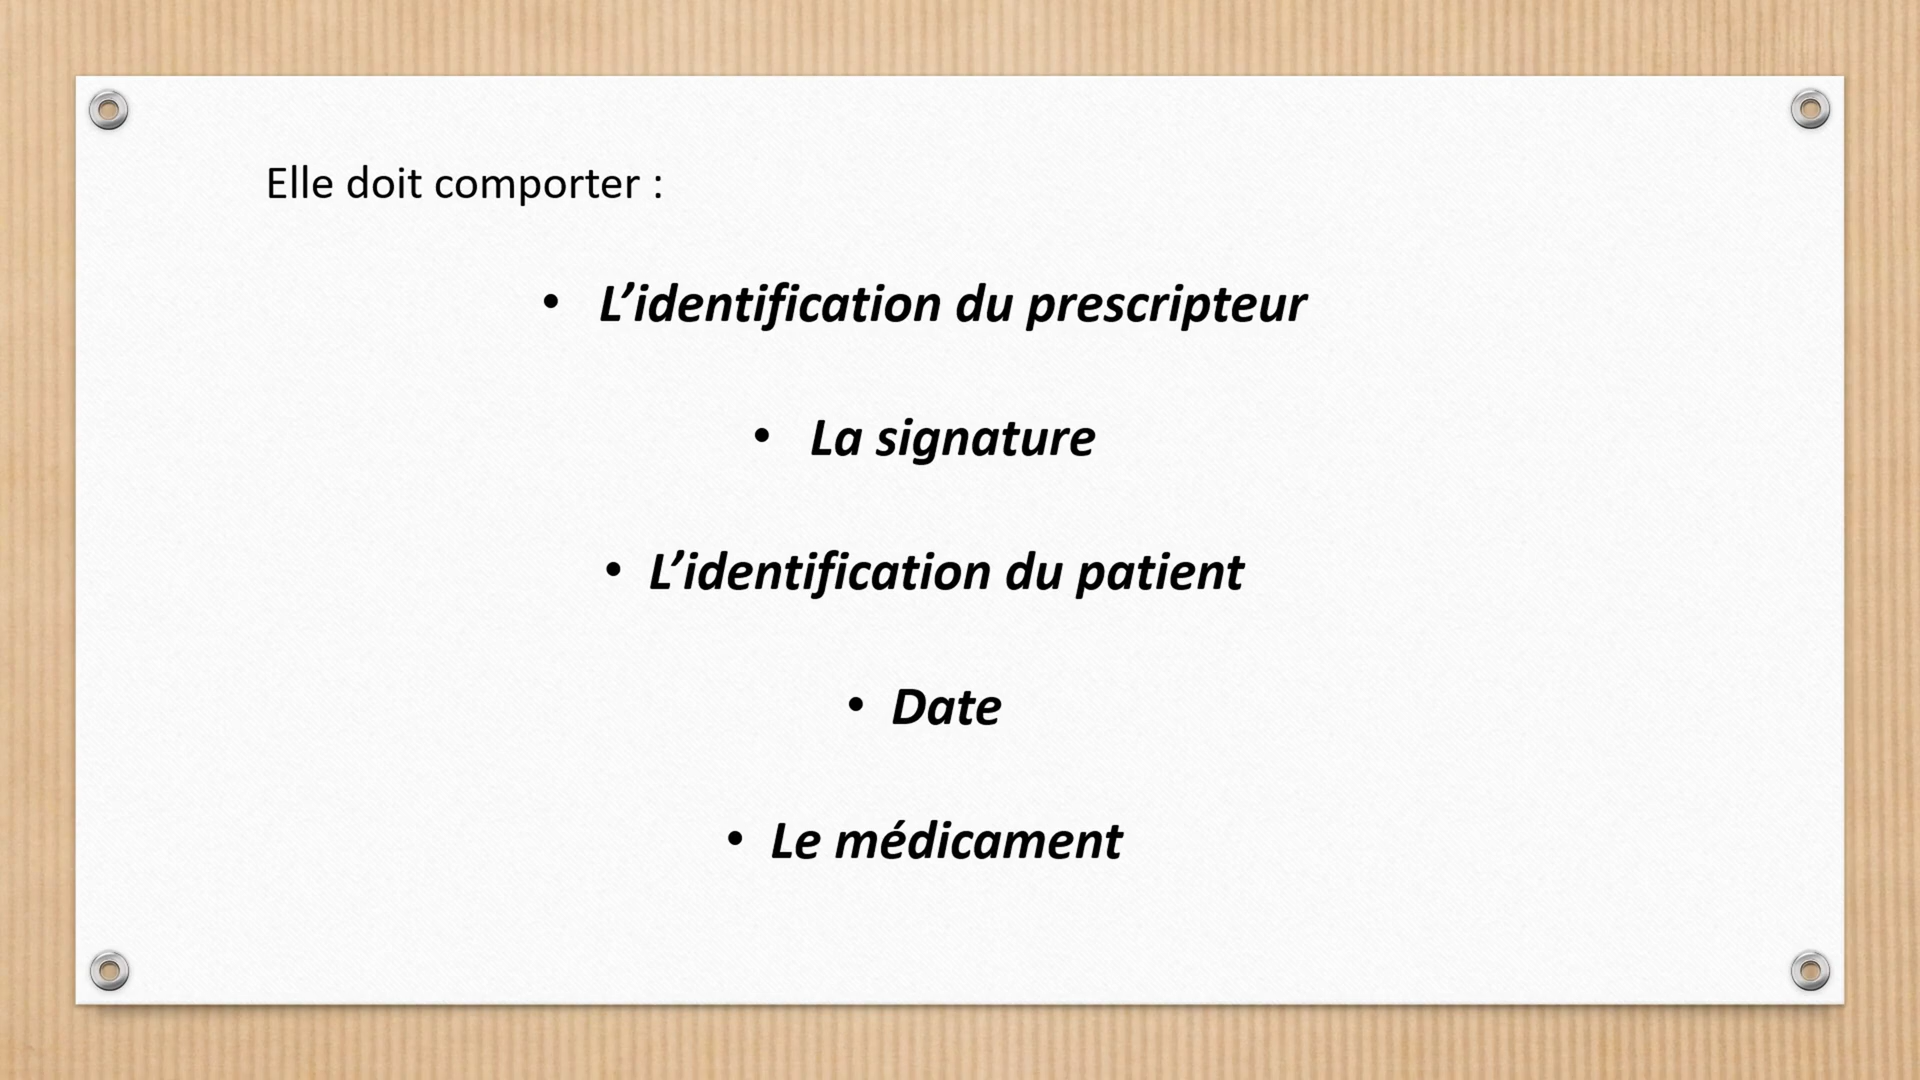 Elle doit comporter :
• L’identification du prescripteur
• La signature
• L’identification du patient
• Date
• Le médicament